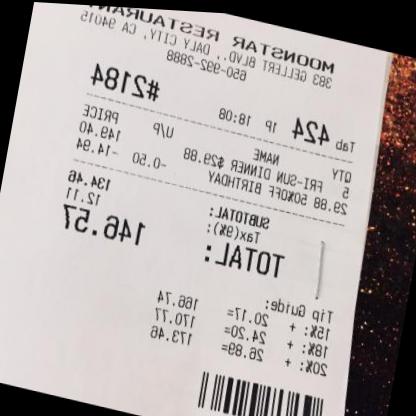 MOONSTAR RESTAURANT
383 GELLERT BLVD., DALY CITY, CA, 94015
650-992-2888
Tab 424 1P 18:08 #2184
QTY NAME U/P PRICE
5 FRI-SUN DINNER $29.88 149.40
29.88 50%OFF BIRTHDAY -0.50 -14.94
SUBTOTAL: 134.46
Tax(9%): 12.11
TOTAL: 146.57
Tip Guide:
15%: + 20.17= 166.74
18%: + 24.20= 170.77
20%: + 26.89= 173.46